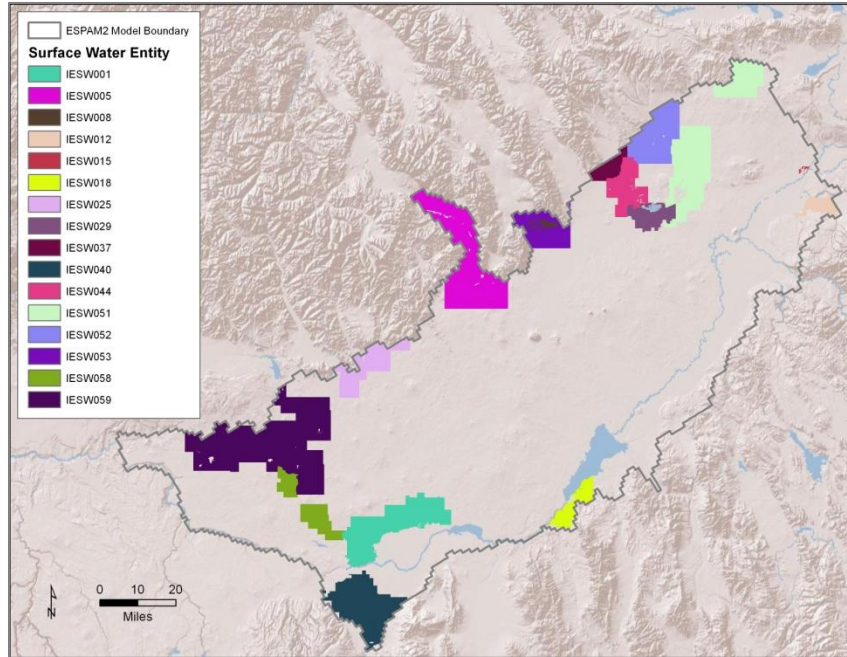 ESPAM2 Model Boundary
Surface Water Entity
IESW001
IESW005
IESW008
IESW012
IESW015
IESW018
IESW025
IESW029
IESW037
IESW040
IESW044
IESW051
IESW052
IESW053
IESW058
IESW059
N
0 10 20
Miles